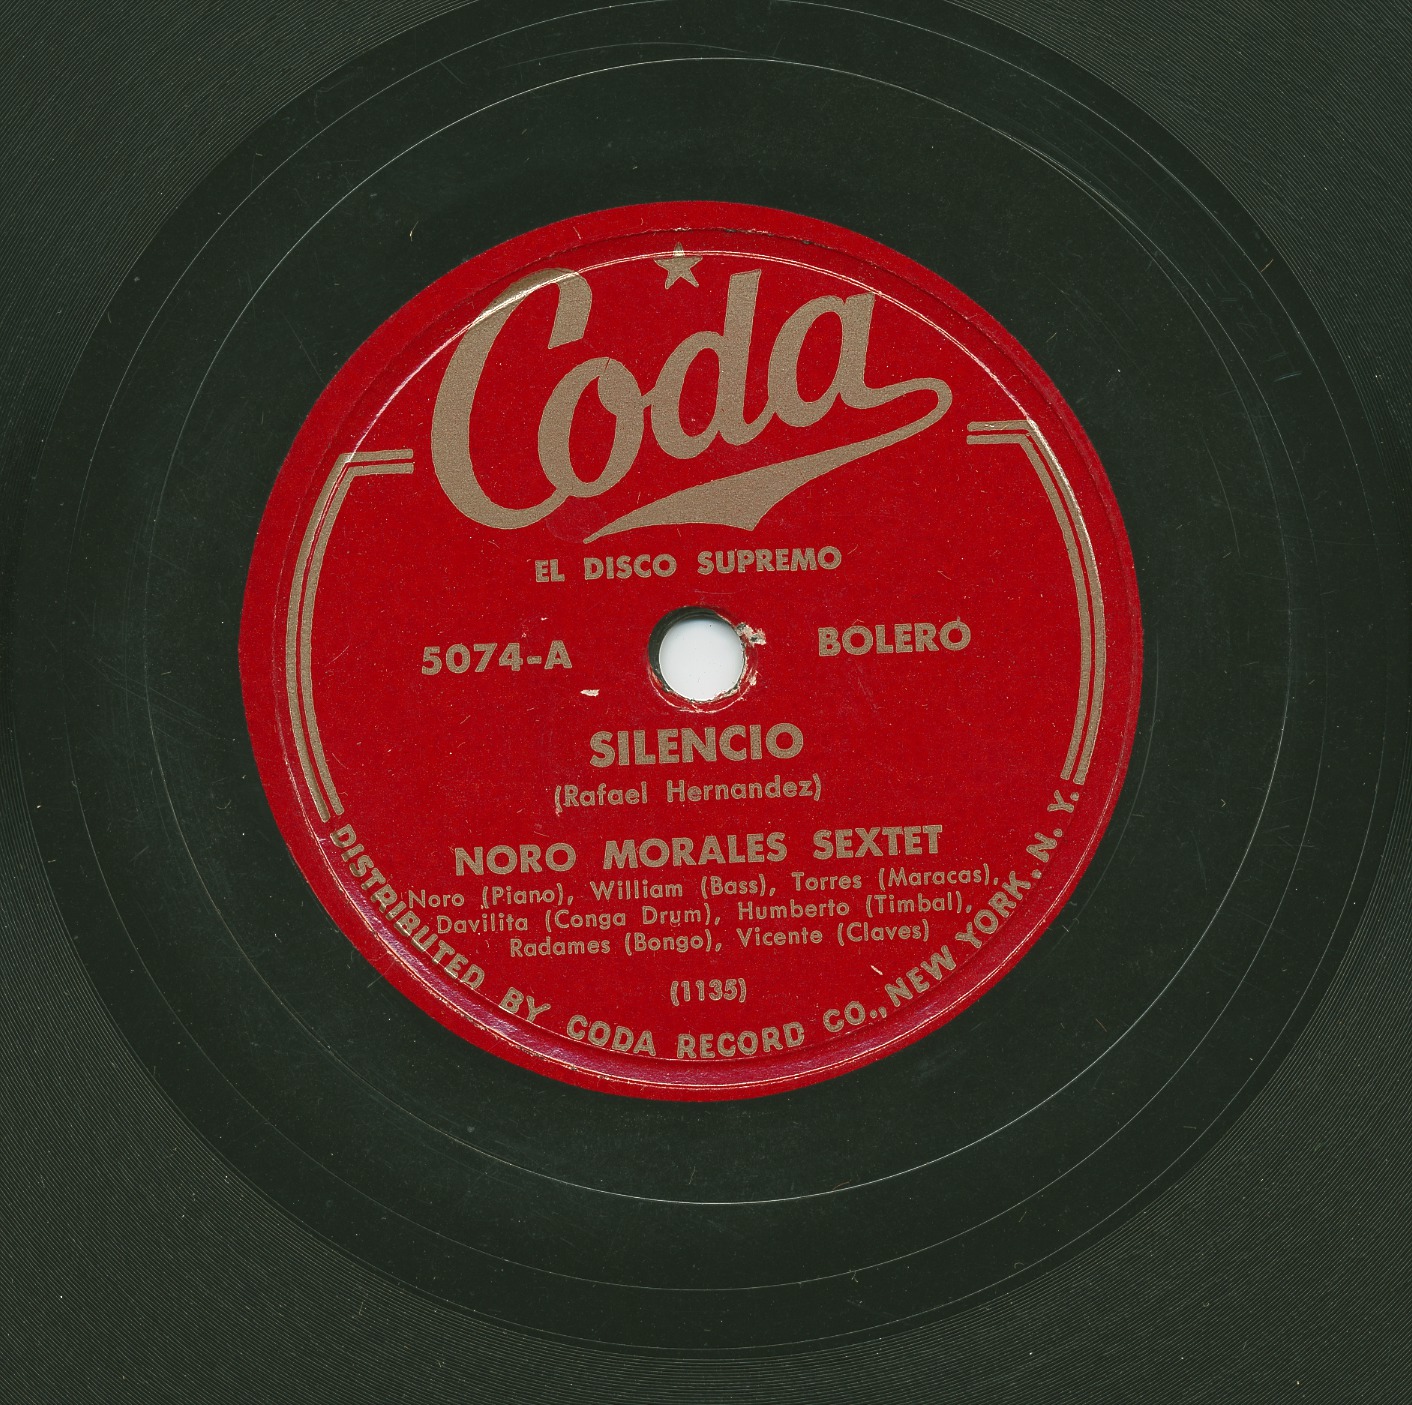 Coda
EL DISCO SUPREMO
5074-A
BOLERO
SILENCIO
(Rafael Hernandez)
NORO MORALES SEXTET
Noro (Piano), William (Bass), Torres (Maracas),
Davilita (Conga Drum), Humberto (Timbal),
Radames (Bongo), Vicente (Claves)
(1135)
DISTRIBUTED BY CODA RECORD CO., NEW YORK. N. Y.